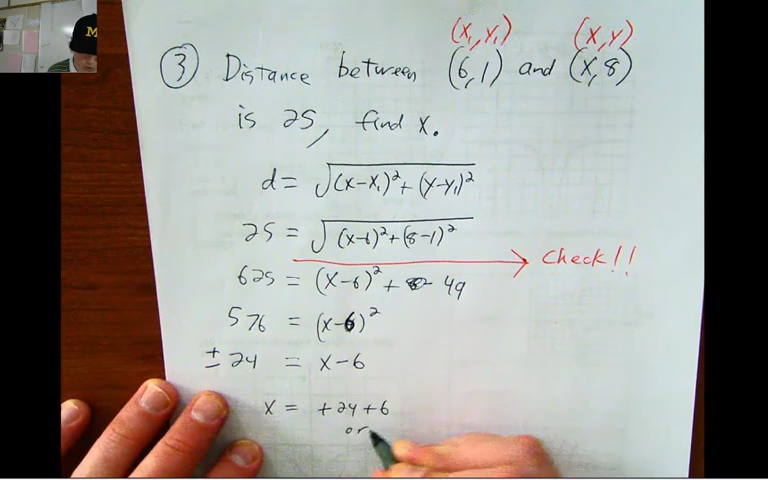 M
(x₁, y₁) (x, y)
③ Distance between (6, 1) and (x, 8)
is 25, find x.
d = √(x-x₁)² + (y-y₁)²
25 = √(x-6)² + (8-1)²
Check!!
625 = (x-6)² + 49
576 = (x-6)²
± 24 = x-6
x = +24+6
or